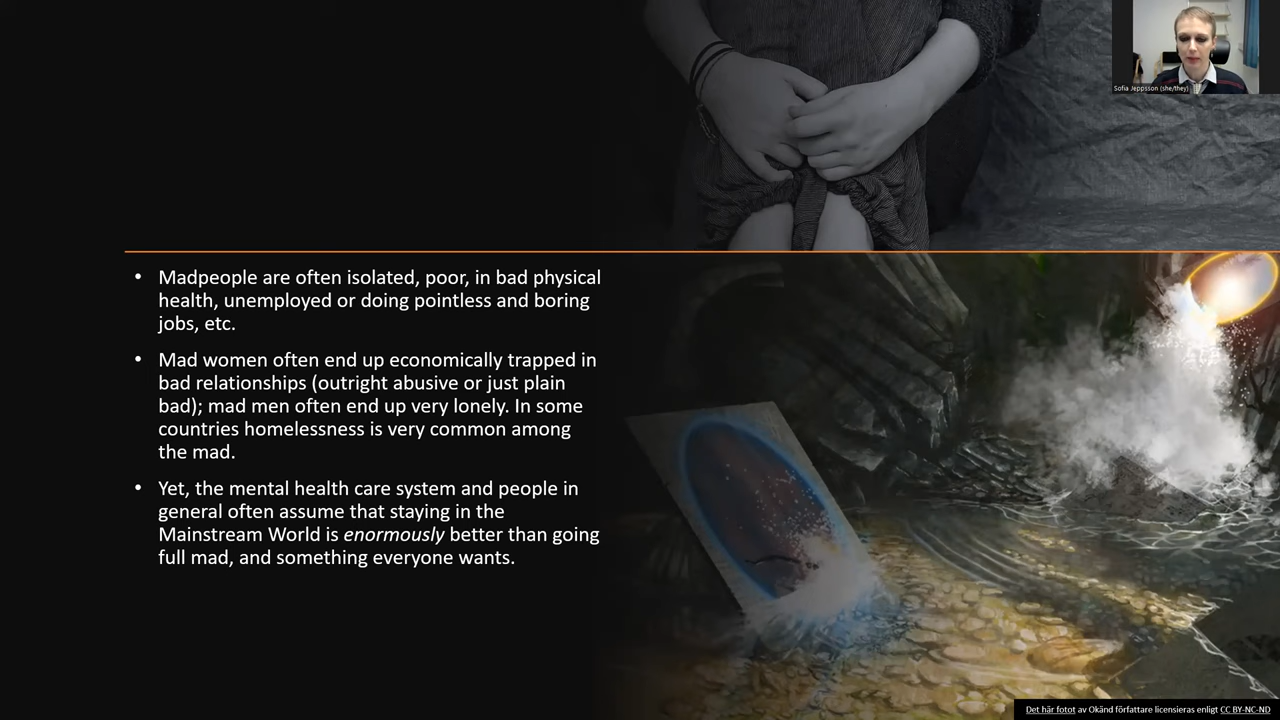 Sofia Jeppsson (she/they)
• Madpeople are often isolated, poor, in bad physical
health, unemployed or doing pointless and boring
jobs, etc.
• Mad women often end up economically trapped in
bad relationships (outright abusive or just plain
bad); mad men often end up very lonely. In some
countries homelessness is very common among
the mad.
• Yet, the mental health care system and people in
general often assume that staying in the
Mainstream World is enormously better than going
full mad, and something everyone wants.
Det här fotot av Okänd författare licensieras enligt CC BY-NC-ND